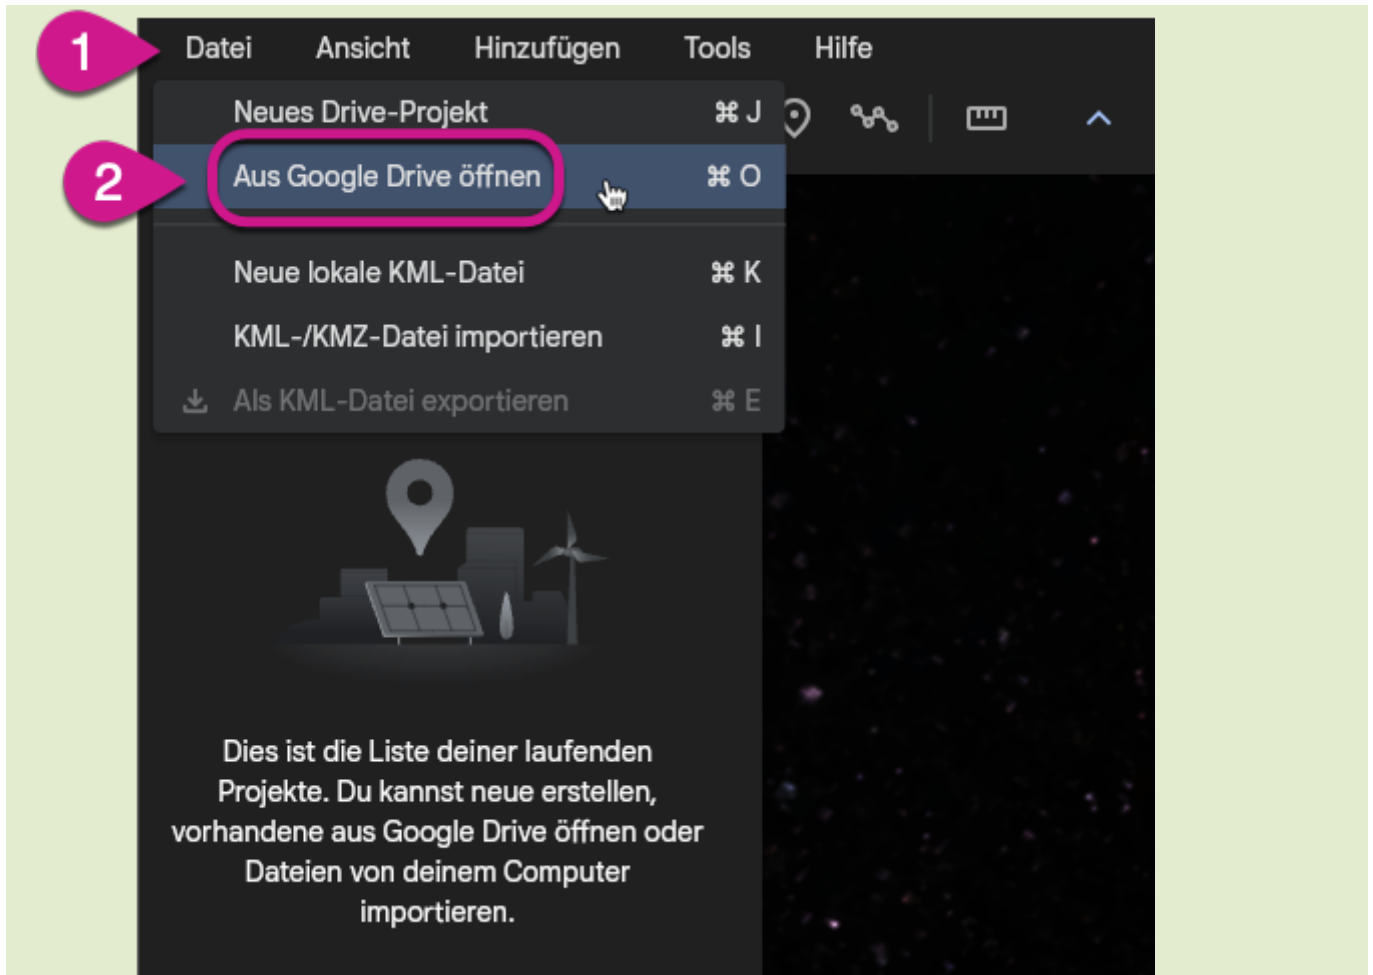 1
Datei Ansicht Hinzufügen Tools Hilfe
Neues Drive-Projekt ⌘ J
2
Aus Google Drive öffnen ⌘ O
Neue lokale KML-Datei ⌘ K
KML-/KMZ-Datei importieren ⌘ I
Als KML-Datei exportieren ⌘ E
Dies ist die Liste deiner laufenden
Projekte. Du kannst neue erstellen,
vorhandene aus Google Drive öffnen oder
Dateien von deinem Computer
importieren.